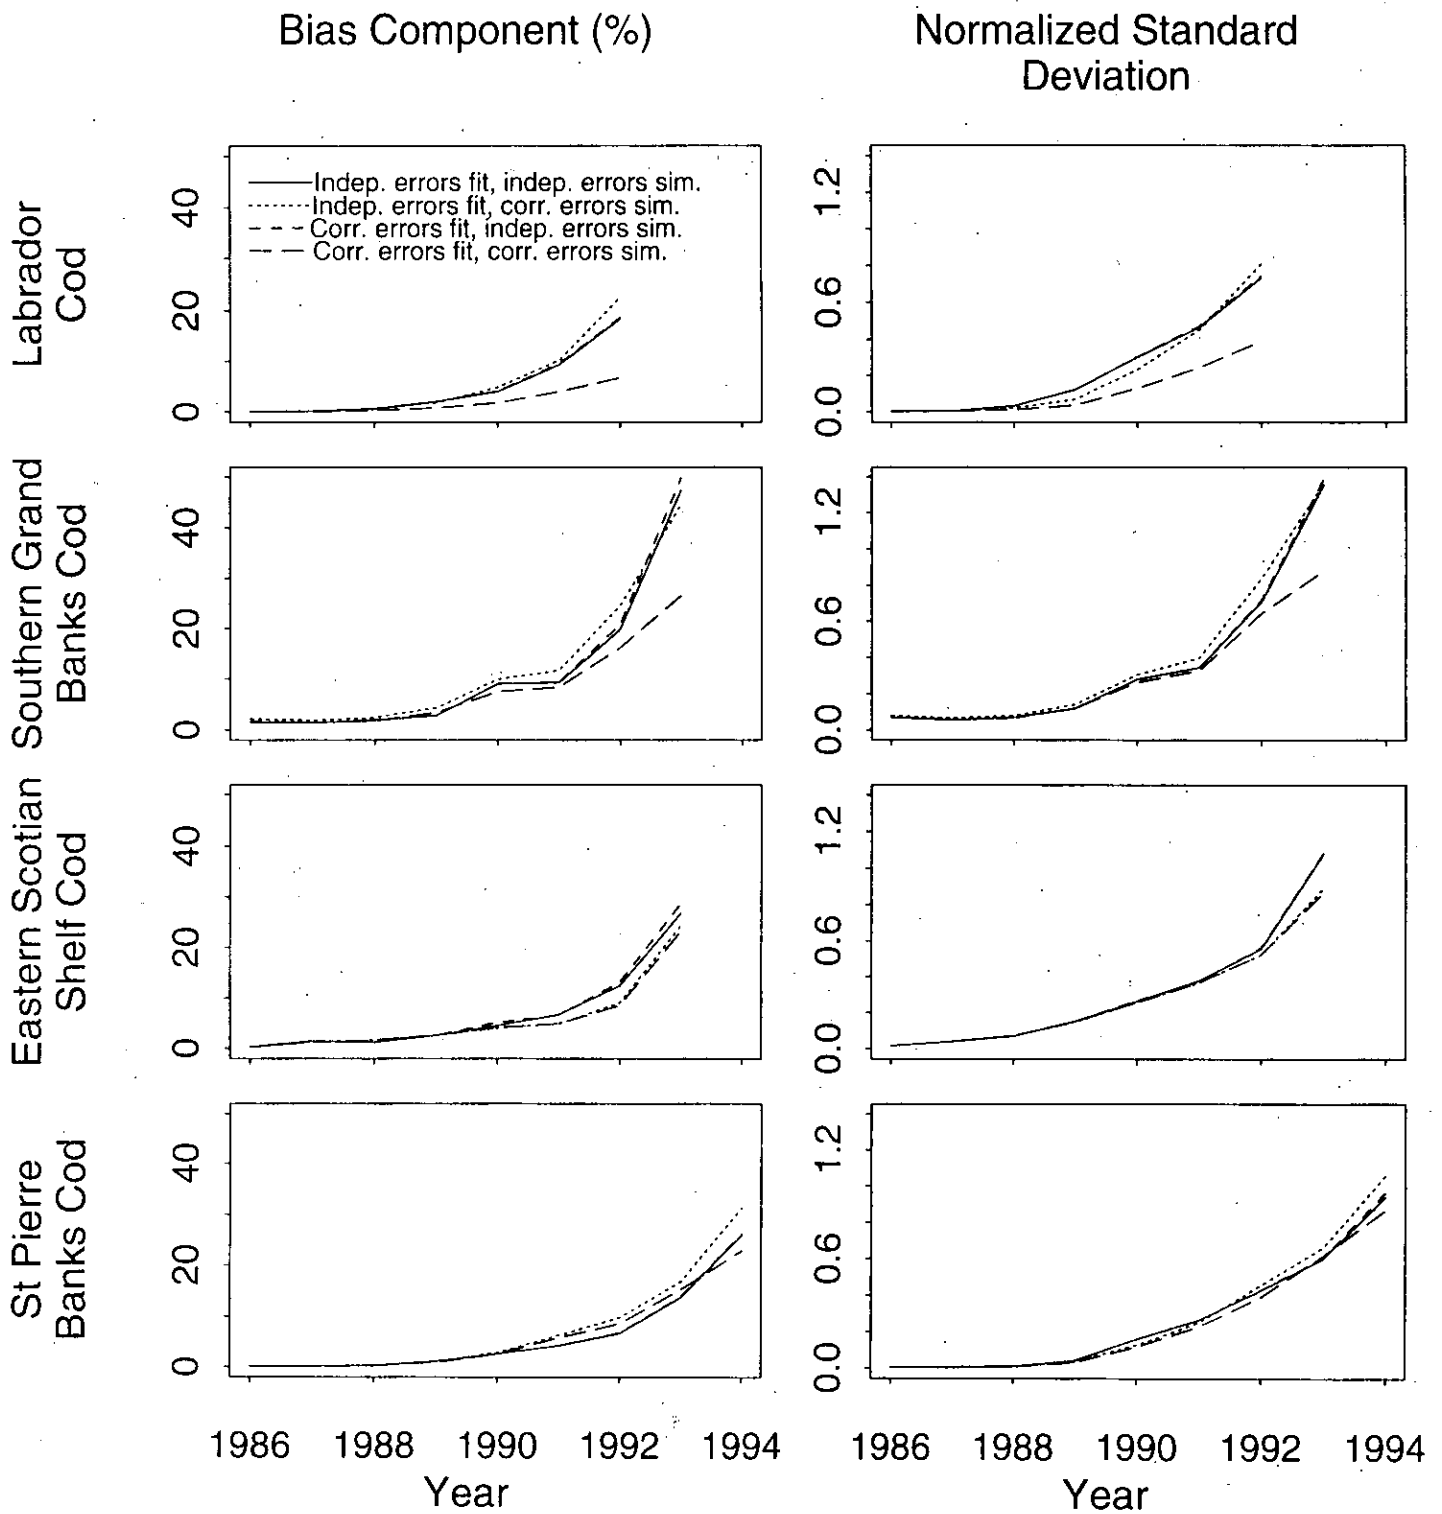 Bias Component (%)
Normalized Standard
Deviation
Labrador
Cod
40
20
0
Indep. errors fit, indep. errors sim.
Indep. errors fit, corr. errors sim.
Corr. errors fit, indep. errors sim.
Corr. errors fit, corr. errors sim.
1.2
0.6
0.0
Southern Grand
Banks Cod
40
20
0
1.2
0.6
0.0
Eastern Scotian
Shelf Cod
40
20
0
1.2
0.6
0.0
St Pierre
Banks Cod
40
20
0
1.2
0.6
0.0
1986 1988 1990 1992 1994
Year
1986 1988 1990 1992 1994
Year